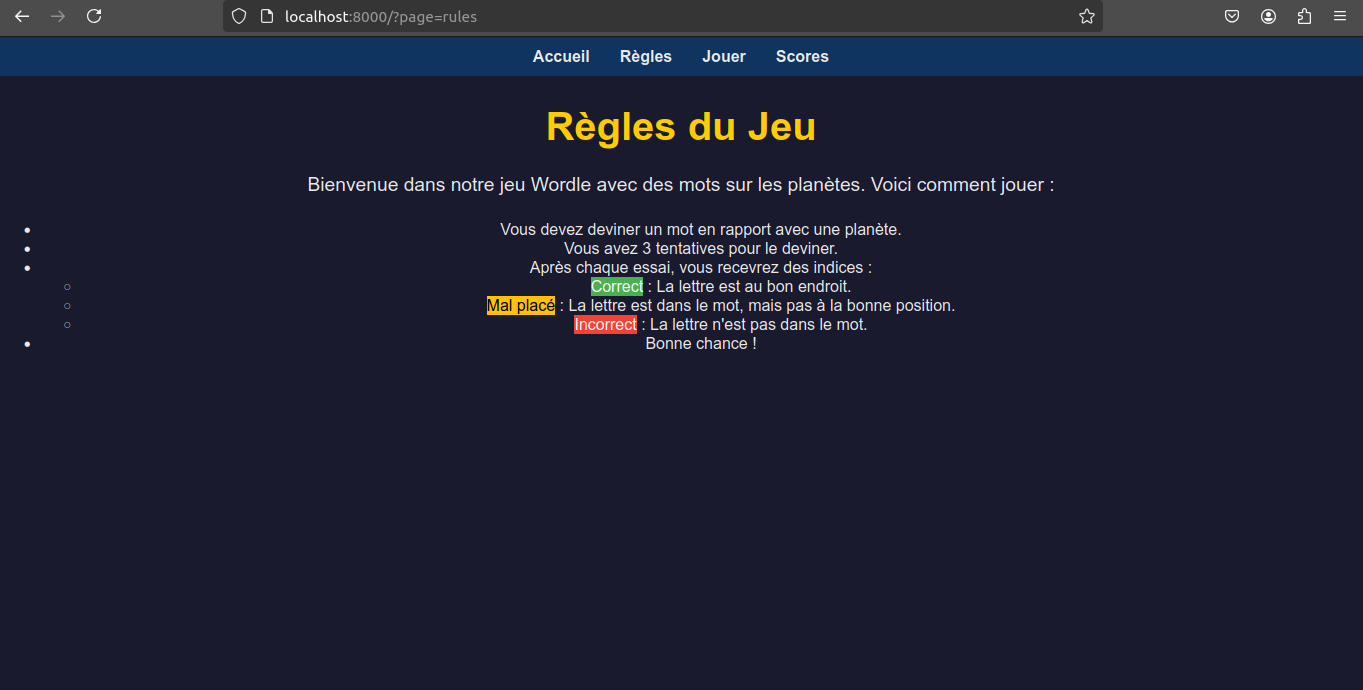 localhost:8000/?page=rules
Accueil Règles Jouer Scores
Règles du Jeu
Bienvenue dans notre jeu Wordle avec des mots sur les planètes. Voici comment jouer :
Vous devez deviner un mot en rapport avec une planète.
Vous avez 3 tentatives pour le deviner.
Après chaque essai, vous recevrez des indices :
Correct : La lettre est au bon endroit.
Mal placé : La lettre est dans le mot, mais pas à la bonne position.
Incorrect : La lettre n'est pas dans le mot.
Bonne chance !